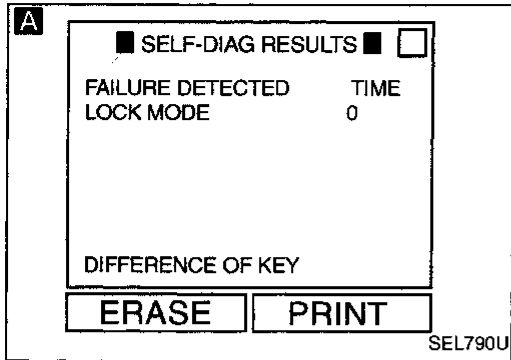 A
SELF-DIAG RESULTS
FAILURE DETECTED TIME
LOCK MODE 0
DIFFERENCE OF KEY
ERASE PRINT
SEL790U